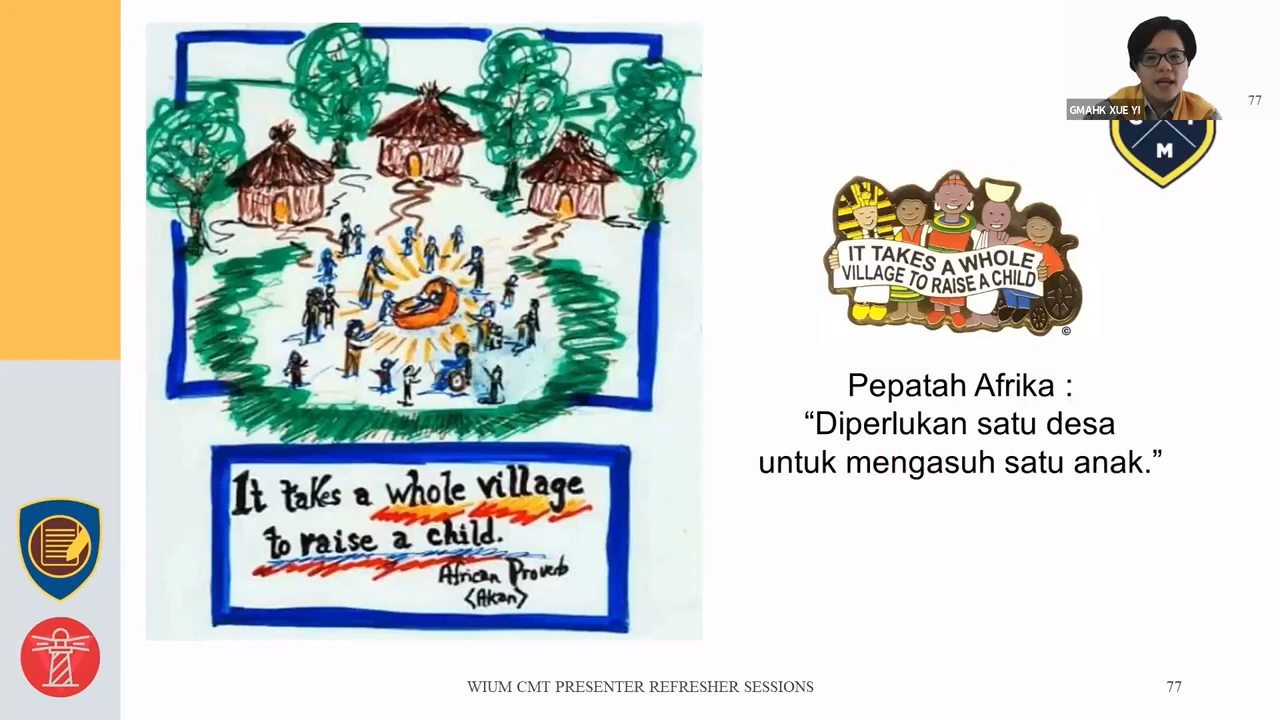 GMAHK XUE YI
77
M
IT TAKES A WHOLE
VILLAGE TO RAISE A CHILD
©
Pepatah Afrika :
“Diperlukan satu desa
untuk mengasuh satu anak.”
It takes a whole village
to raise a child.
African Proverb
<Akan>
WIUM CMT PRESENTER REFRESHER SESSIONS
77